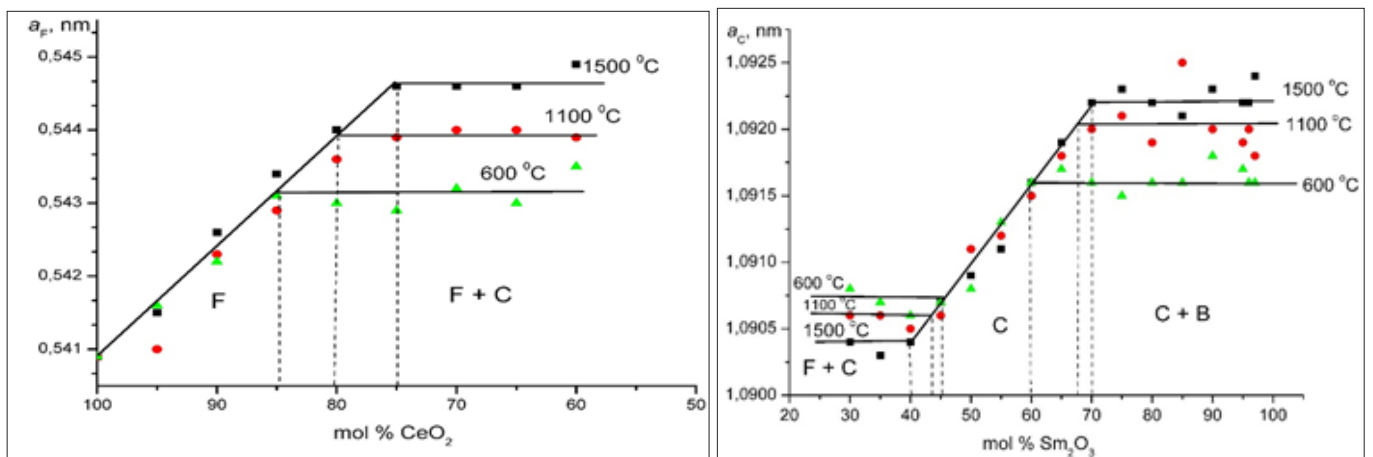 a_F, nm
0,545
0,544
0,543
0,542
0,541
1500 °C
1100 °C
600 °C
F
F + C
100 90 80 70 60 50
mol % CeO₂
a_C, nm
1,0925
1,0920
1,0915
1,0910
1,0905
1,0900
1500 °C
1100 °C
600 °C
600 °C
1100 °C
1500 °C
F + C
C
C + B
20 30 40 50 60 70 80 90 100
mol % Sm₂O₃